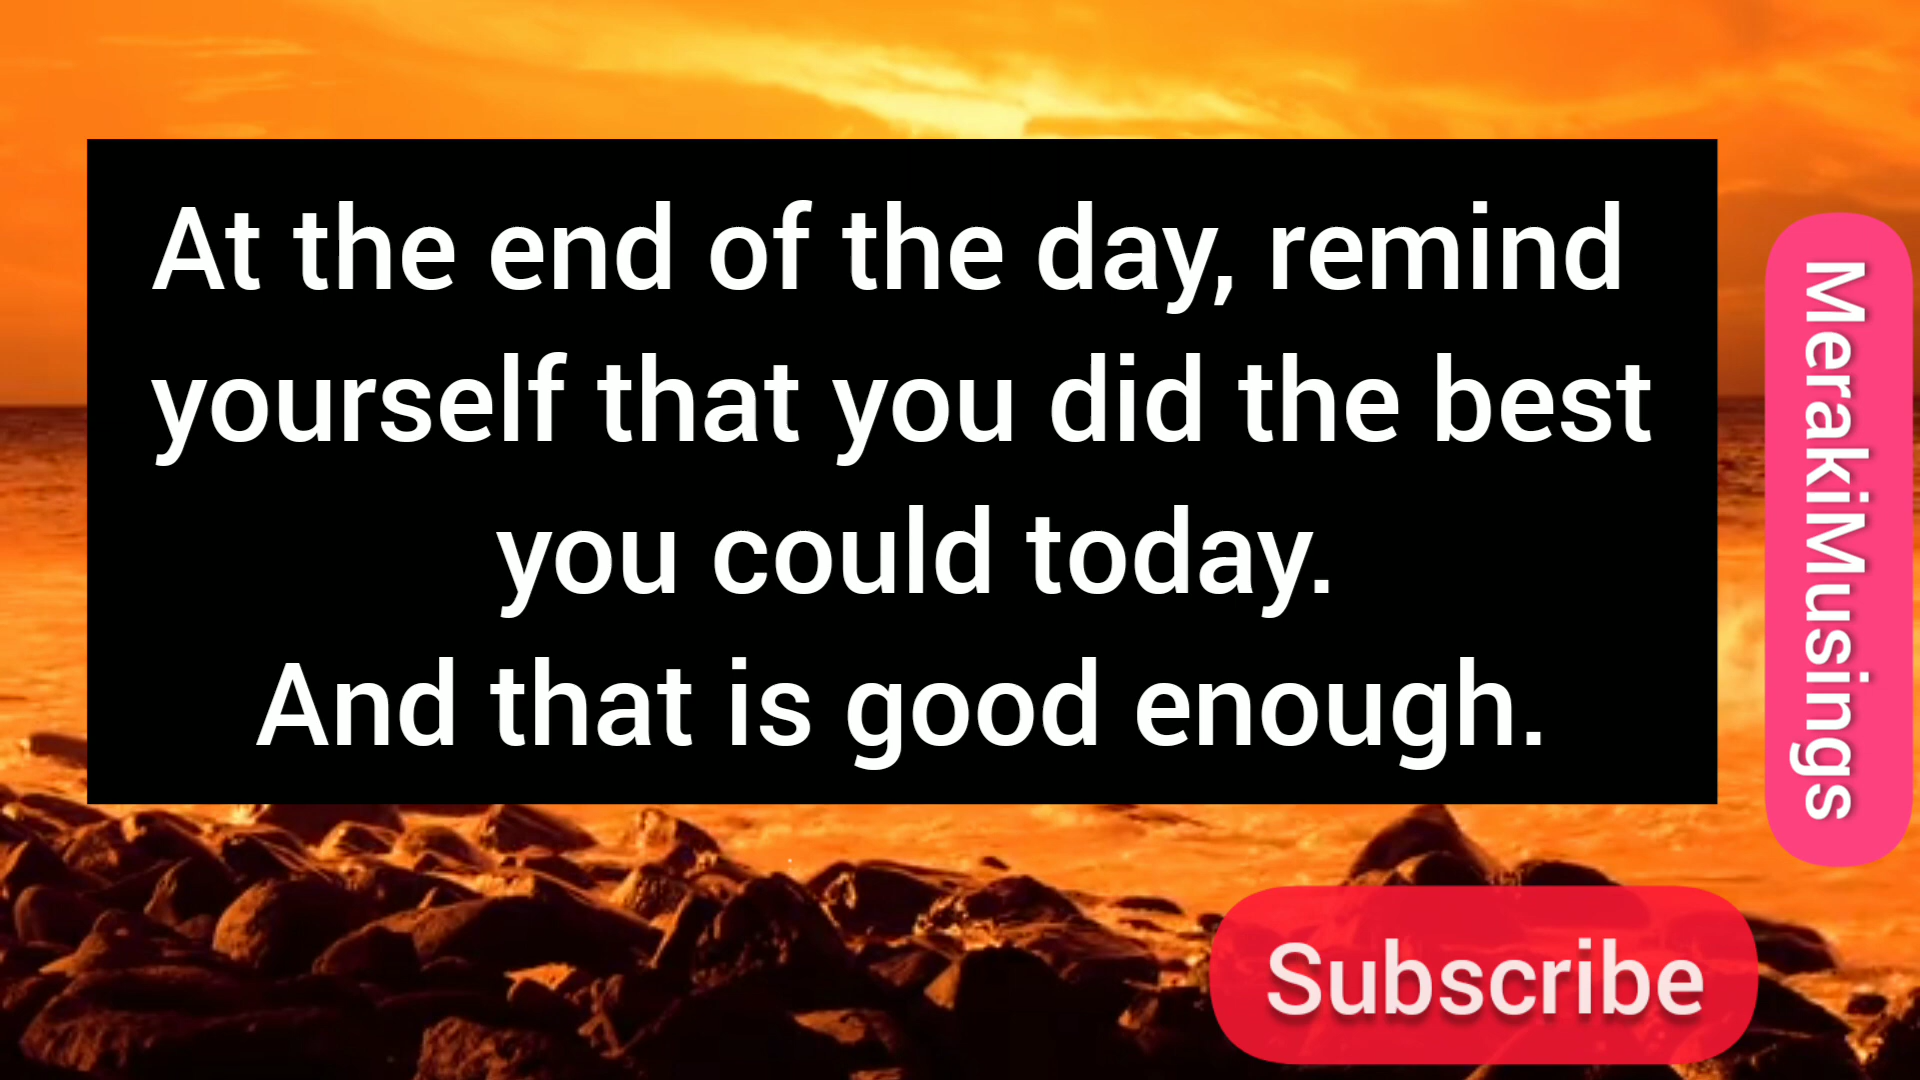 At the end of the day, remind
yourself that you did the best
you could today.
And that is good enough.
MerakiMusings
Subscribe